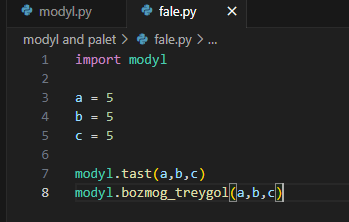 modyl.py
fale.py
modyl and palet > fale.py > ...
1 import modyl
2
3 a = 5
4 b = 5
5 c = 5
6
7 modyl.tast(a,b,c)
8 modyl.bozmog_treygol(a,b,c)